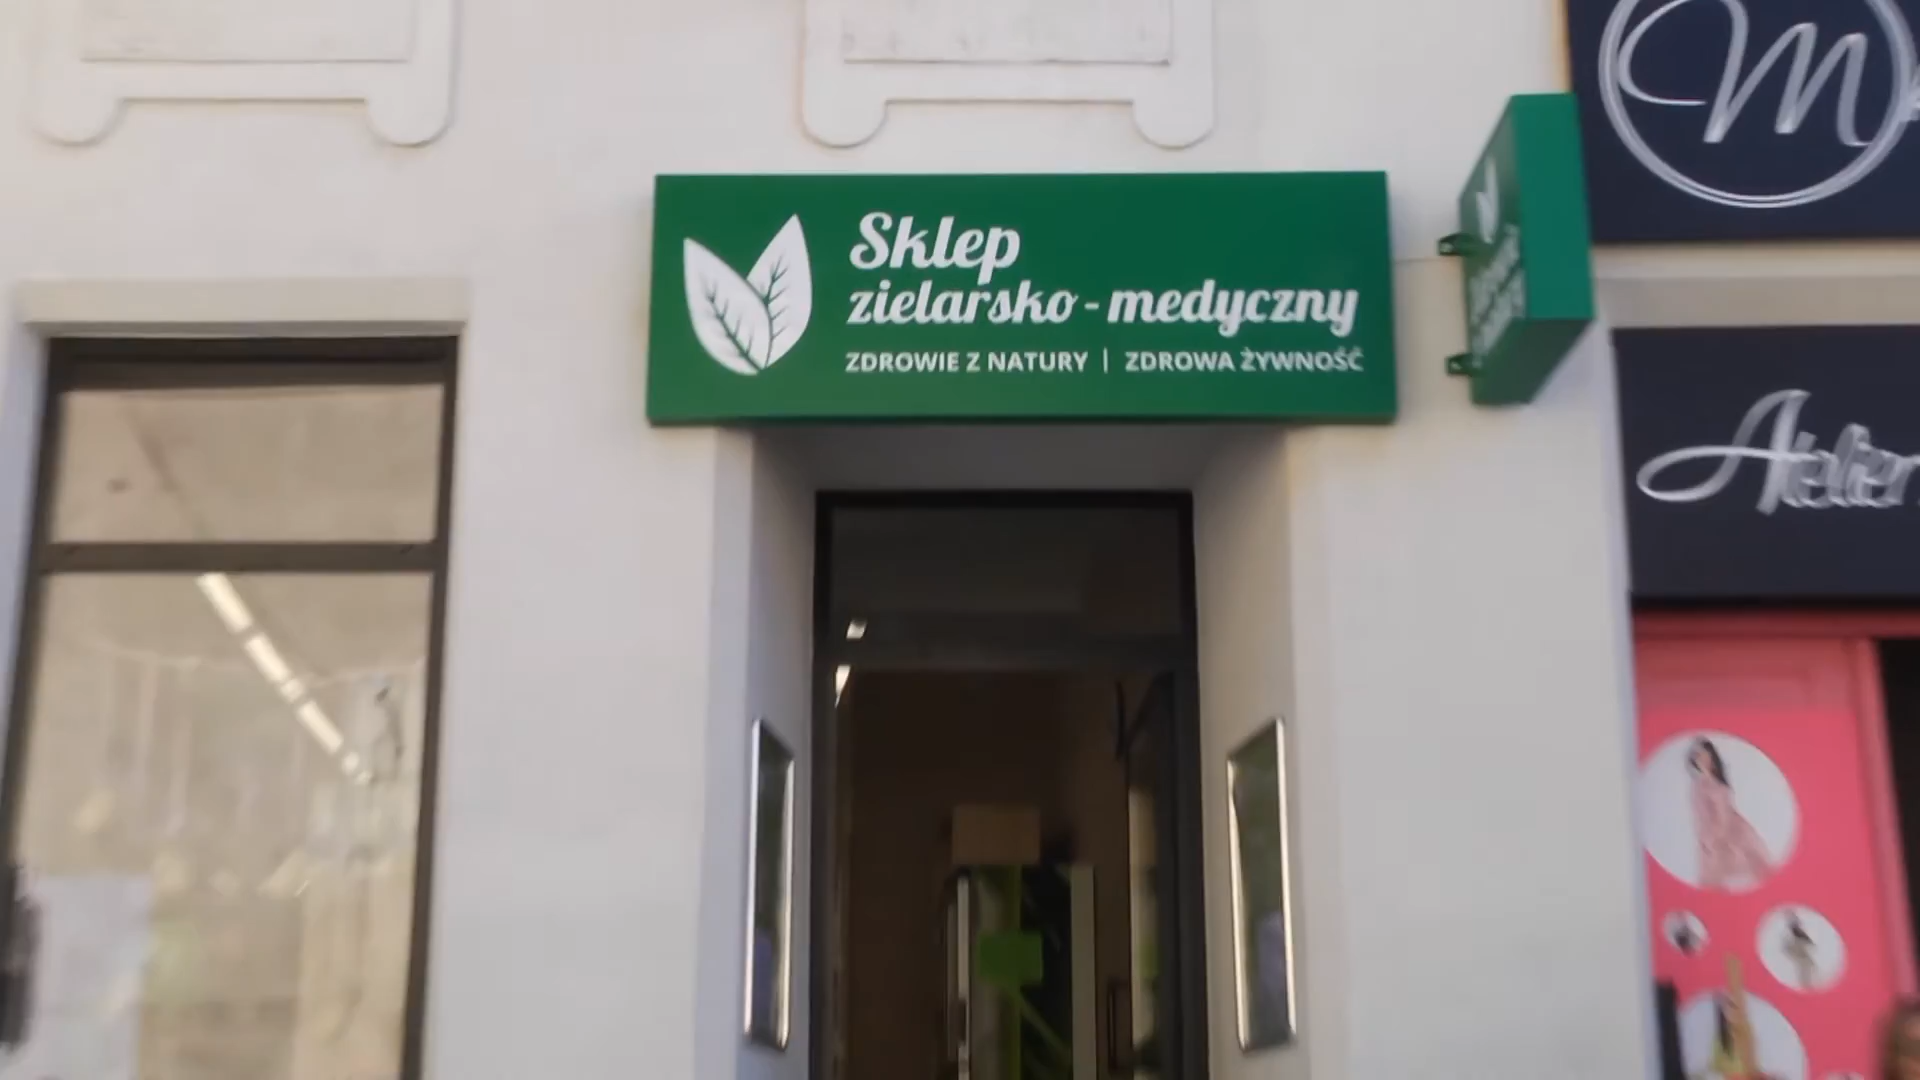 Sklep
zielarsko - medyczny
ZDROWIE Z NATURY | ZDROWA ŻYWNOŚĆ
M
Atelier